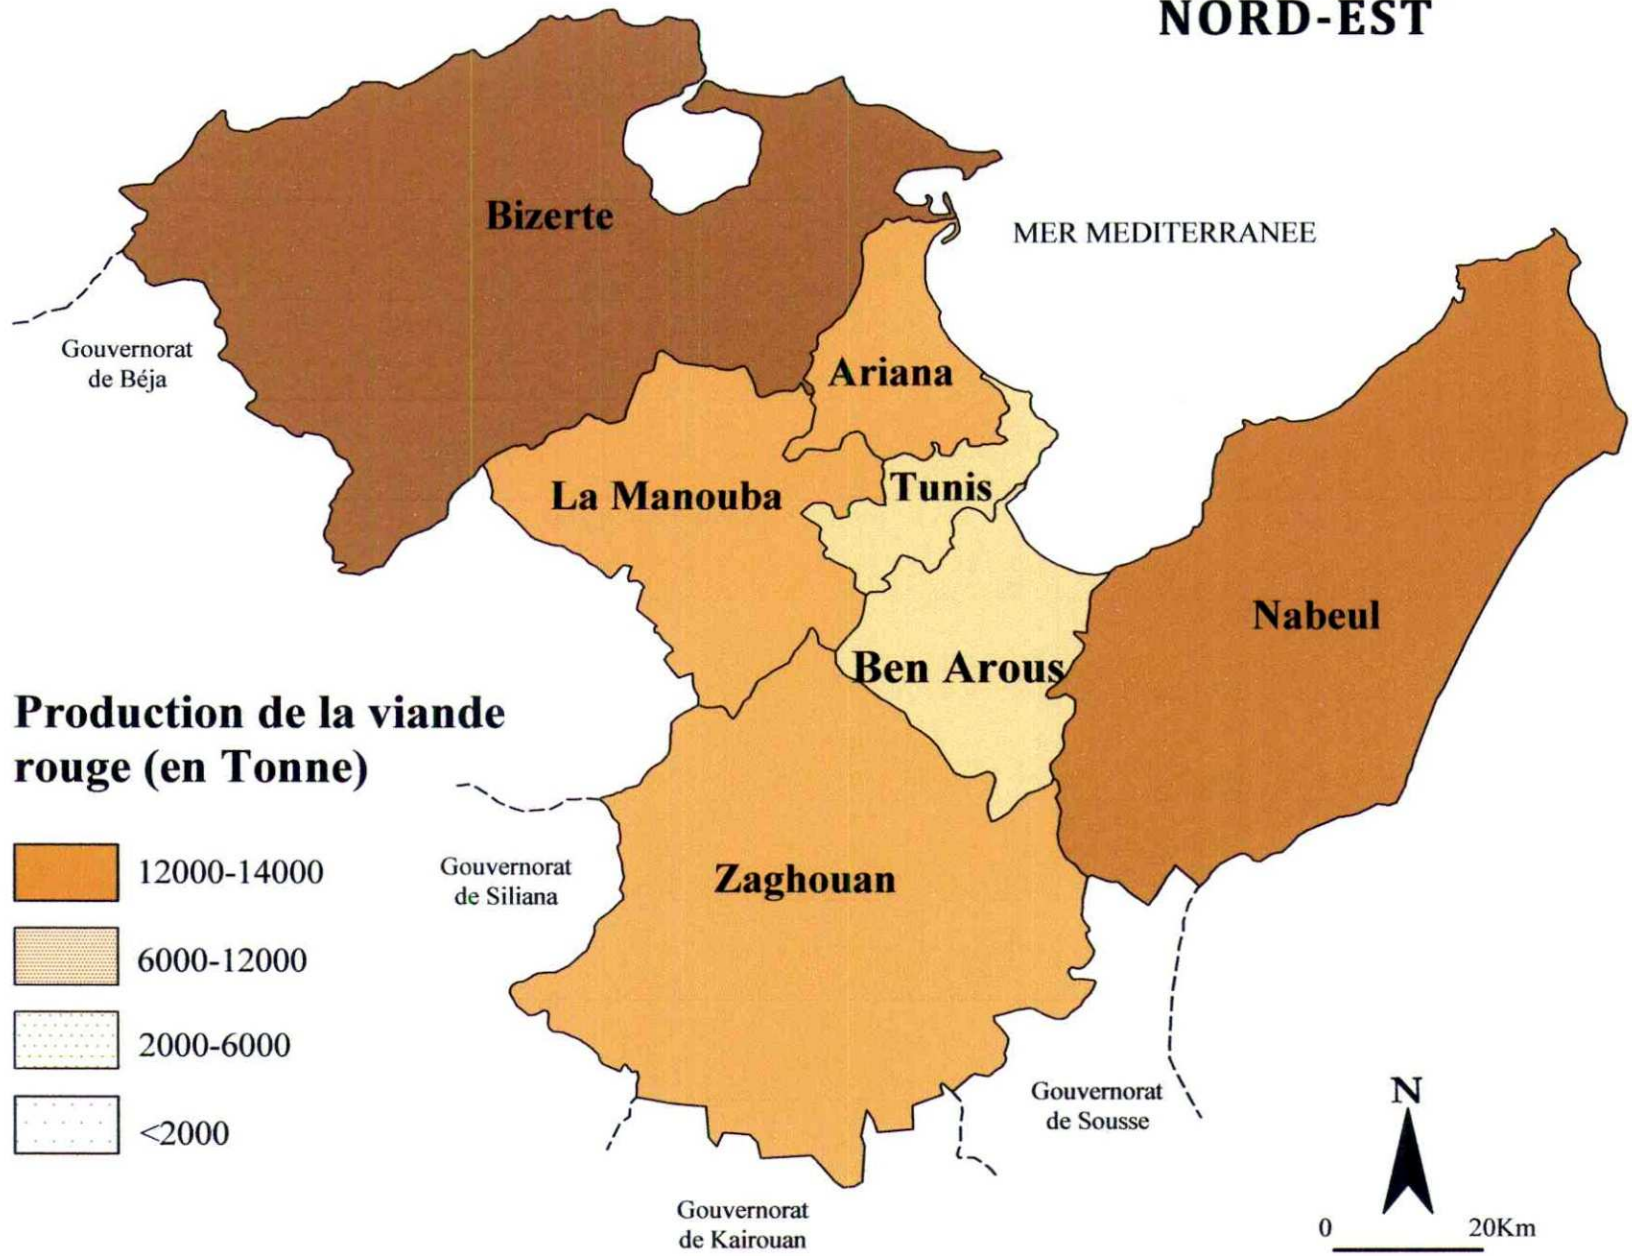 NORD-EST
Bizerte
MER MEDITERRANEE
Gouvernorat
de Béja
Ariana
La Manouba
Tunis
Nabeul
Ben Arous
Production de la viande
rouge (en Tonne)
12000-14000
6000-12000
2000-6000
<2000
Gouvernorat
de Siliana
Zaghouan
Gouvernorat
de Sousse
Gouvernorat
de Kairouan
N
0 20Km